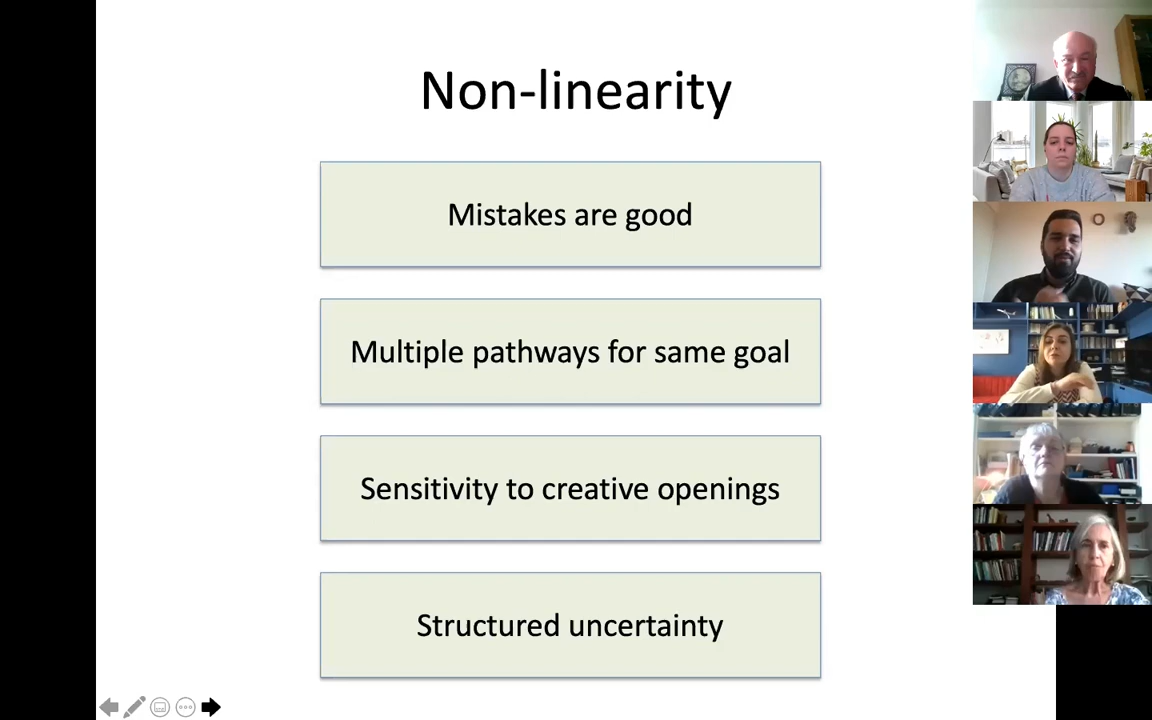 Non-linearity
Mistakes are good
Multiple pathways for same goal
Sensitivity to creative openings
Structured uncertainty